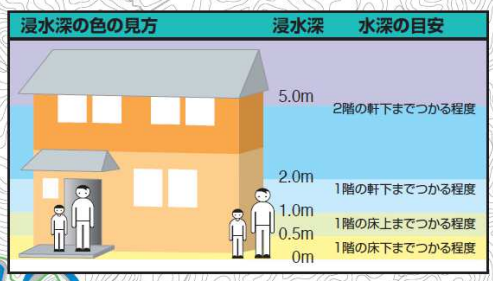 浸水深の色の見方 浸水深 水深の目安
5.0m
2階の軒下までつかる程度
2.0m
1階の軒下までつかる程度
1.0m
1階の床上までつかる程度
0.5m
1階の床下までつかる程度
0m